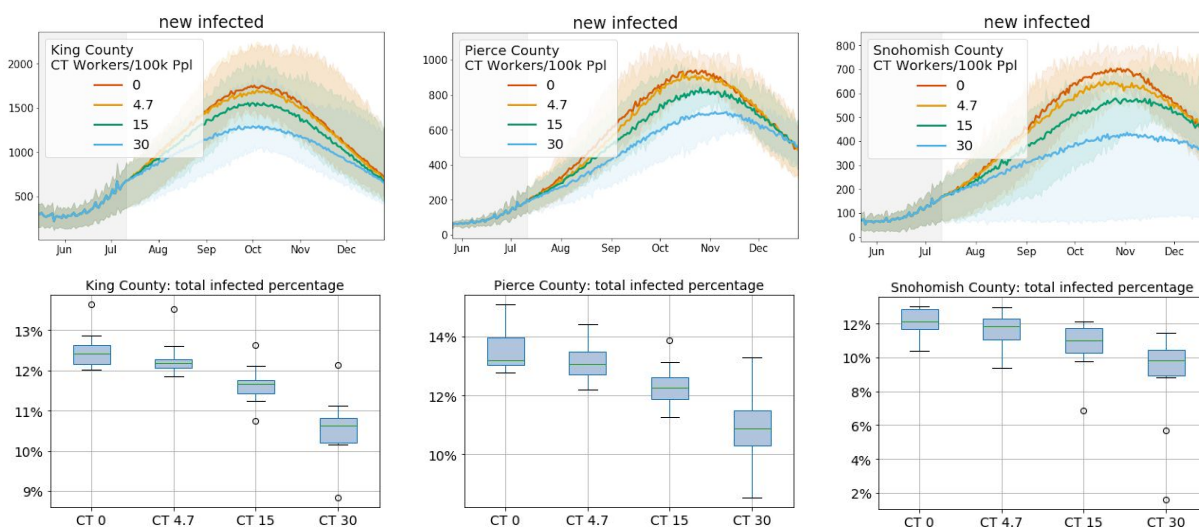 new infected
King County
CT Workers/100k Ppl
0
4.7
15
30
2000
1500
1000
500
Jun Jul Aug Sep Oct Nov Dec
new infected
Pierce County
CT Workers/100k Ppl
0
4.7
15
30
1000
800
600
400
200
0
Jun Jul Aug Sep Oct Nov Dec
new infected
Snohomish County
CT Workers/100k Ppl
0
4.7
15
30
800
700
600
500
400
300
200
100
0
Jun Jul Aug Sep Oct Nov Dec
King County: total infected percentage
13%
12%
11%
10%
9%
CT 0 CT 4.7 CT 15 CT 30
Pierce County: total infected percentage
14%
12%
10%
CT 0 CT 4.7 CT 15 CT 30
Snohomish County: total infected percentage
12%
10%
8%
6%
4%
2%
CT 0 CT 4.7 CT 15 CT 30